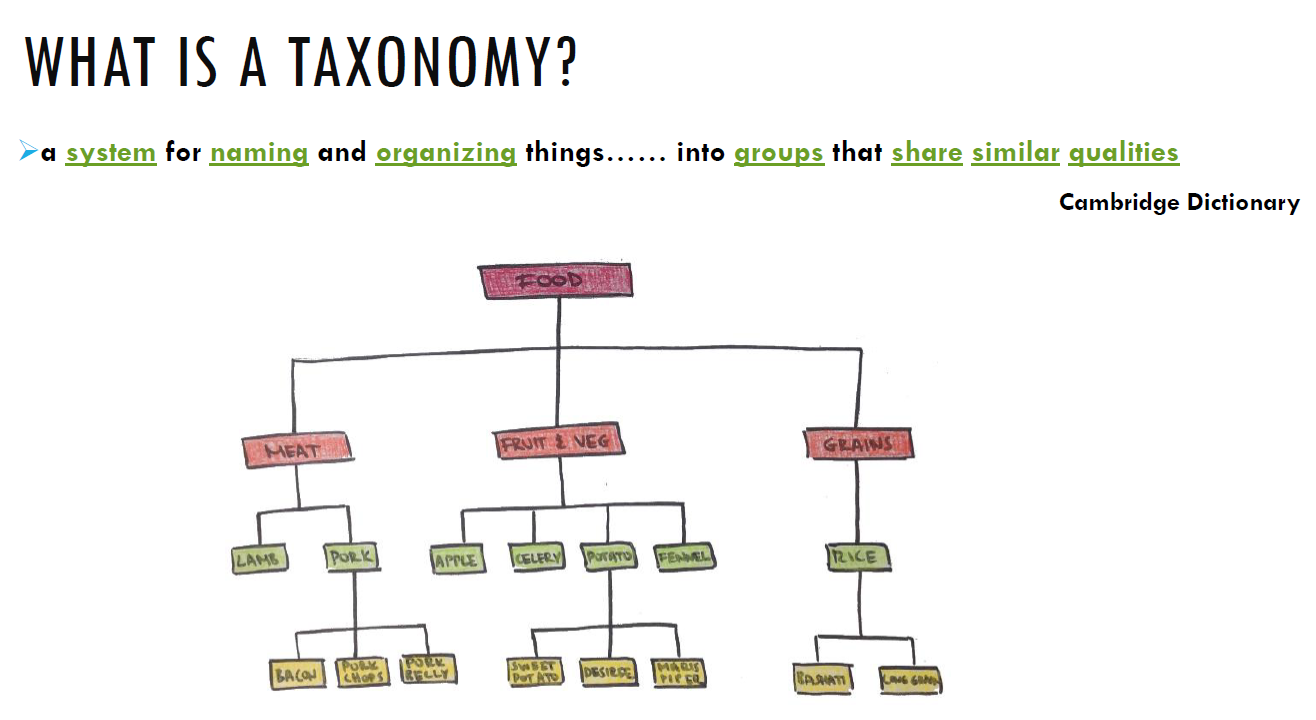 WHAT IS A TAXONOMY?
➢a system for naming and organizing things...... into groups that share similar qualities
Cambridge Dictionary
FOOD
MEAT
FRUIT & VEG
GRAINS
LAMB
PORK
APPLE
CELERY
POTATO
FENNEL
RICE
BACON
PORK
CHOPS
PORK
BELLY
SWEET
POTATO
DESIREE
MARIS
PIPER
BASMATI
LONG GRAIN